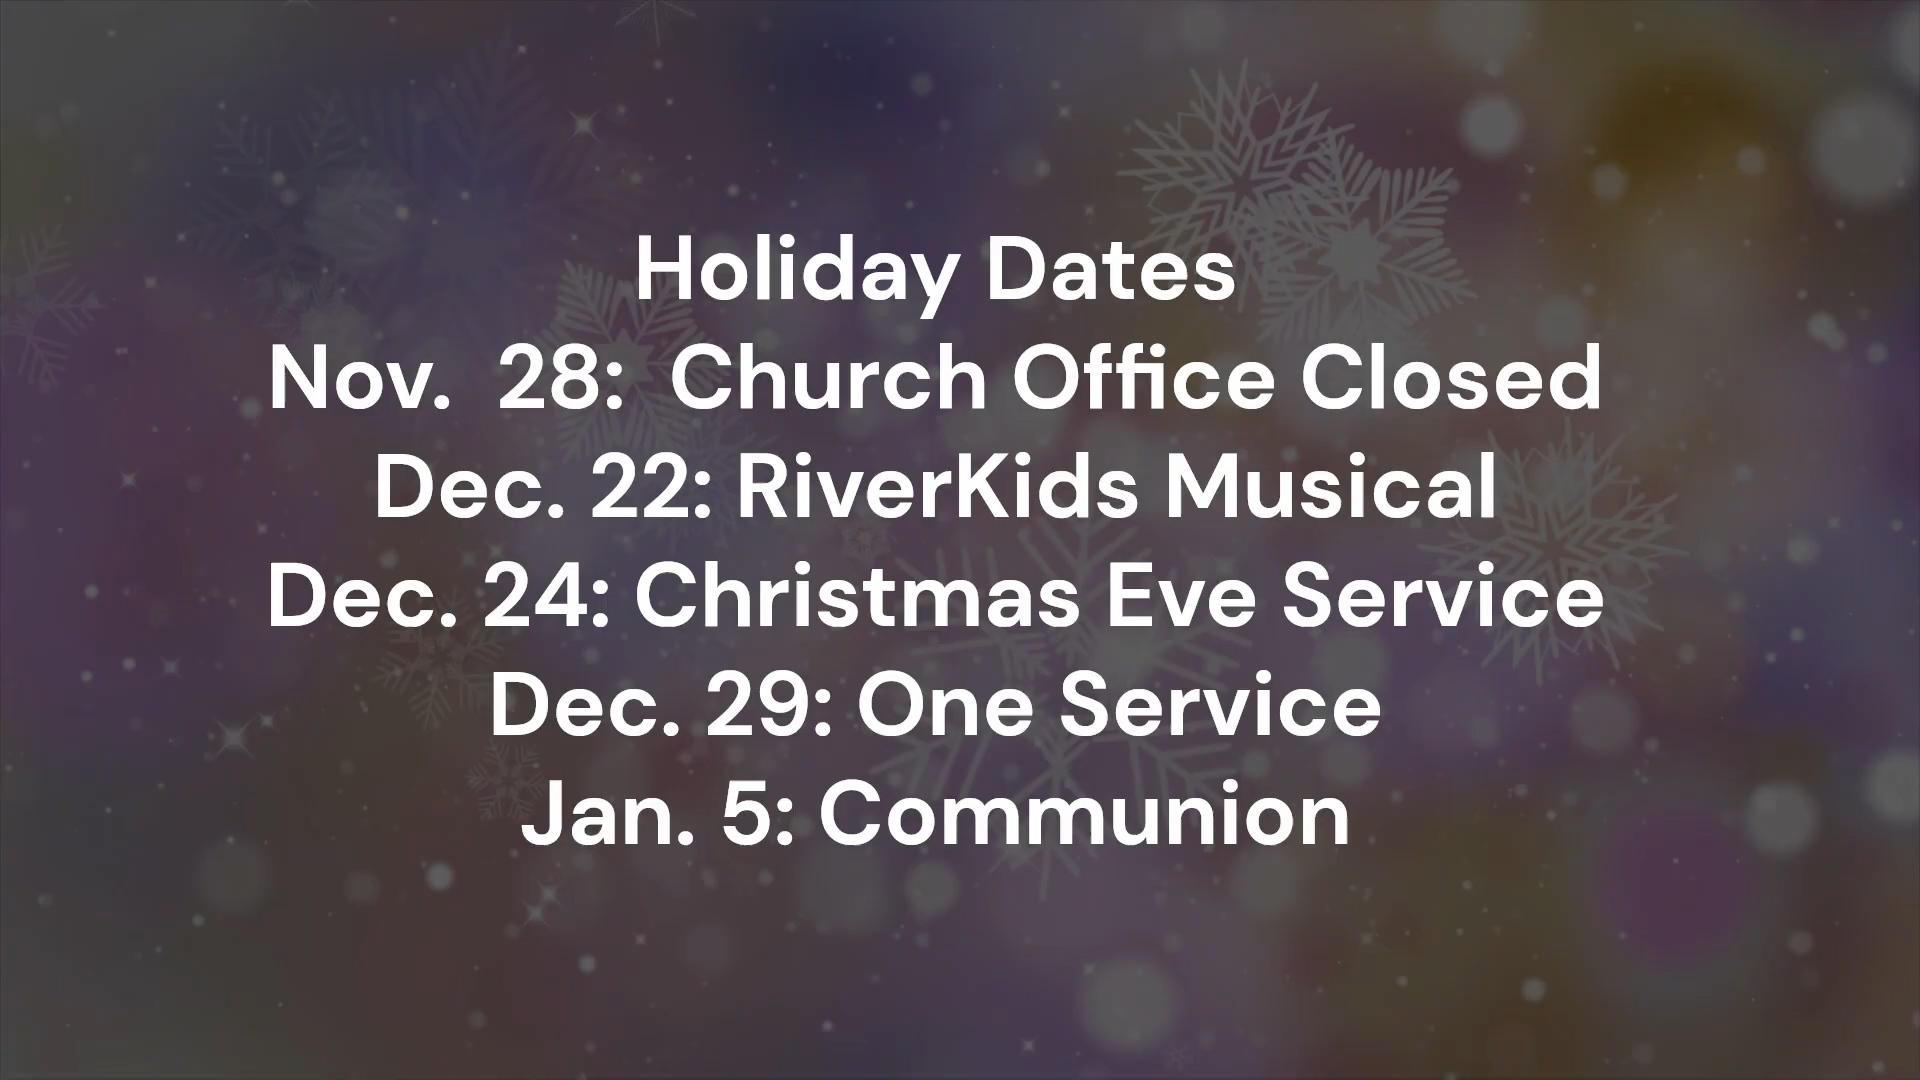 Holiday Dates
Nov.  28:  Church Office Closed
Dec. 22: RiverKids Musical
Dec. 24: Christmas Eve Service
Dec. 29: One Service
Jan. 5: Communion